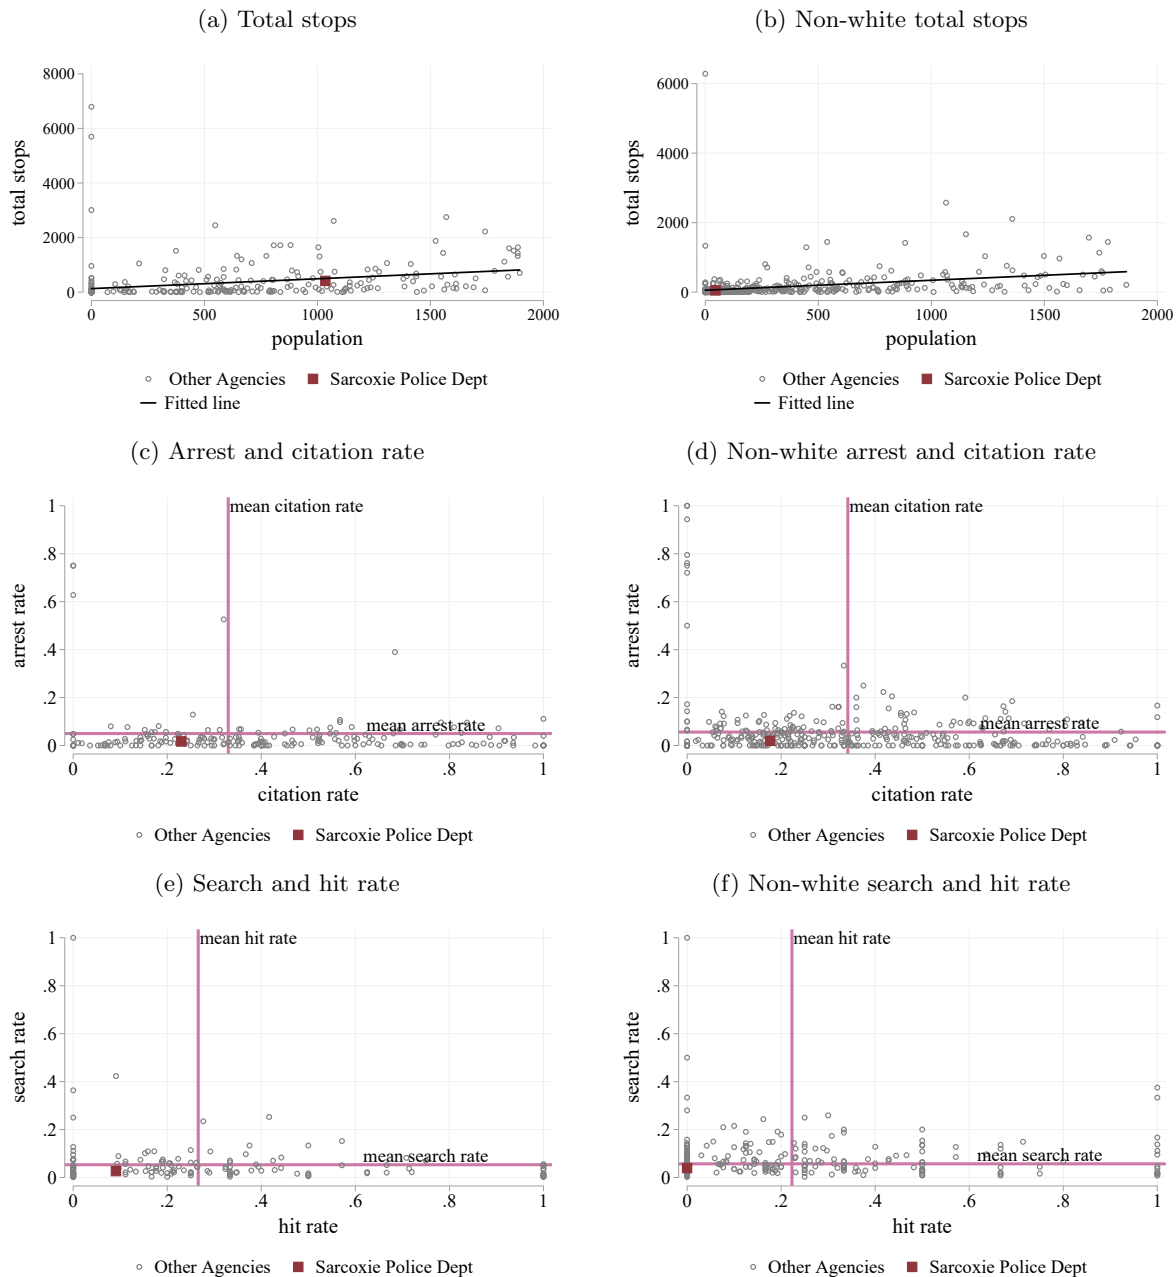 (a) Total stops
(b) Non-white total stops
8000
6000
4000
2000
0
total stops
0 500 1000 1500 2000
population
Other Agencies Sarcoxie Police Dept
Fitted line
6000
4000
2000
0
total stops
0 500 1000 1500 2000
population
Other Agencies Sarcoxie Police Dept
Fitted line
(c) Arrest and citation rate
(d) Non-white arrest and citation rate
1
.8
.6
.4
.2
0
arrest rate
mean citation rate
mean arrest rate
0 .2 .4 .6 .8 1
citation rate
Other Agencies Sarcoxie Police Dept
1
.8
.6
.4
.2
0
arrest rate
mean citation rate
mean arrest rate
0 .2 .4 .6 .8 1
citation rate
Other Agencies Sarcoxie Police Dept
(e) Search and hit rate
(f) Non-white search and hit rate
1
.8
.6
.4
.2
0
search rate
mean hit rate
mean search rate
0 .2 .4 .6 .8 1
hit rate
Other Agencies Sarcoxie Police Dept
1
.8
.6
.4
.2
0
search rate
mean hit rate
mean search rate
0 .2 .4 .6 .8 1
hit rate
Other Agencies Sarcoxie Police Dept